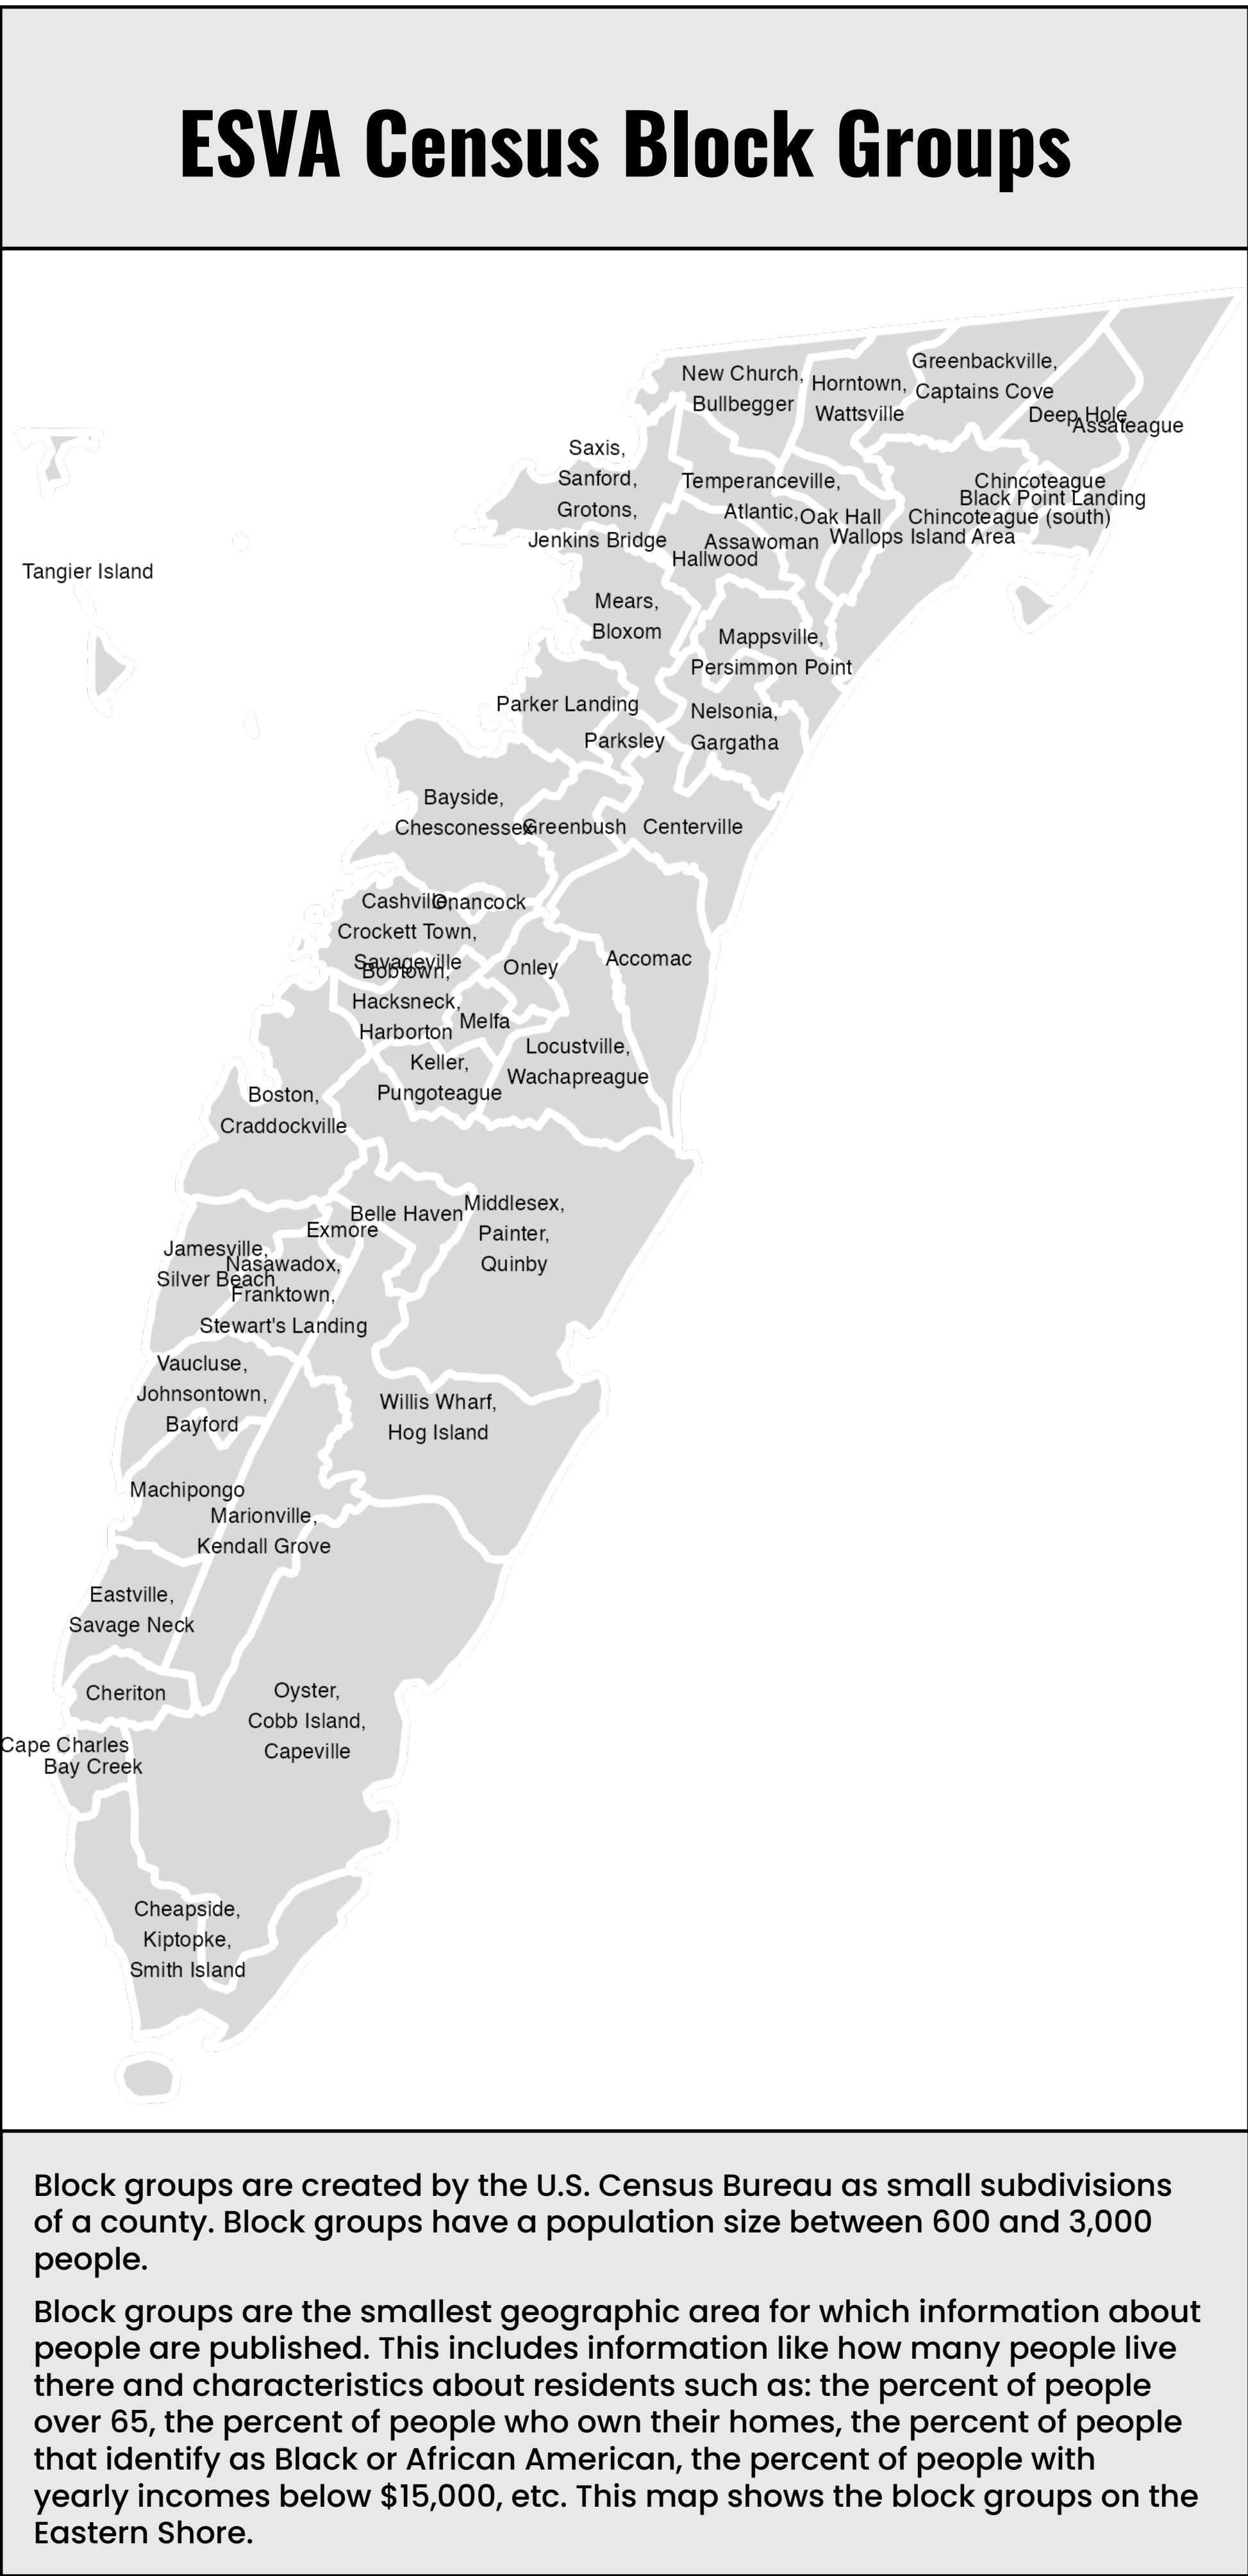 ESVA Census Block Groups
New Church,
Bullbegger
Horntown,
Wattsville
Greenbackville,
Captains Cove
Deep Hole
Assateague
Saxis,
Sanford,
Grotons,
Jenkins Bridge
Temperanceville,
Atlantic,
Assawoman
Oak Hall
Hallwood
Chincoteague
Black Point Landing
Chincoteague (south)
Wallops Island Area
Tangier Island
Mears,
Bloxom
Mappsville,
Persimmon Point
Parker Landing
Parksley
Nelsonia,
Gargatha
Bayside,
Chesconessex
Greenbush
Centerville
Cashville,
Crockett Town,
Savageville
Onancock
Bobtown,
Hacksneck,
Harborton
Onley
Accomac
Melfa
Locustville,
Wachapreague
Keller,
Pungoteague
Boston,
Craddockville
Belle Haven
Exmore
Middlesex,
Painter,
Quinby
Jamesville,
Silver Beach
Nasawadox,
Franktown,
Stewart's Landing
Vaucluse,
Johnsontown,
Bayford
Willis Wharf,
Hog Island
Machipongo
Marionville,
Kendall Grove
Eastville,
Savage Neck
Cheriton
Oyster,
Cobb Island,
Capeville
Cape Charles
Bay Creek
Cheapside,
Kiptopke,
Smith Island
Block groups are created by the U.S. Census Bureau as small subdivisions
of a county. Block groups have a population size between 600 and 3,000
people.
Block groups are the smallest geographic area for which information about
people are published. This includes information like how many people live
there and characteristics about residents such as: the percent of people
over 65, the percent of people who own their homes, the percent of people
that identify as Black or African American, the percent of people with
yearly incomes below $15,000, etc. This map shows the block groups on the
Eastern Shore.